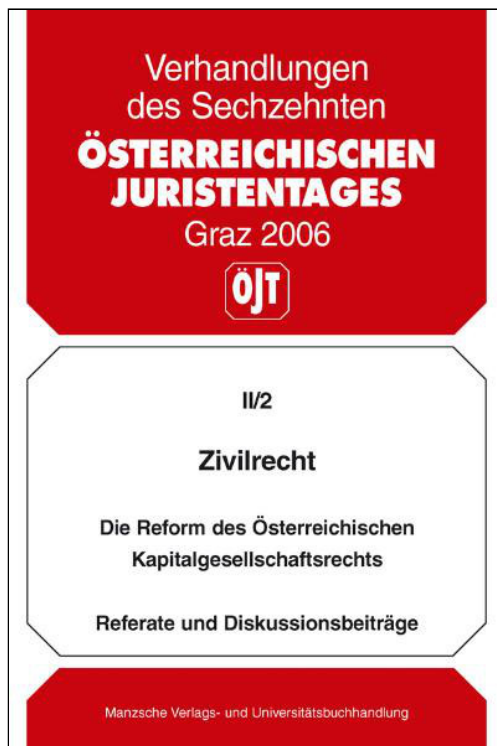 Verhandlungen
des Sechzehnten
ÖSTERREICHISCHEN
JURISTENTAGES
Graz 2006
ÖJT
II/2
Zivilrecht
Die Reform des Österreichischen
Kapitalgesellschaftsrechts
Referate und Diskussionsbeiträge
Manzsche Verlags- und Universitätsbuchhandlung